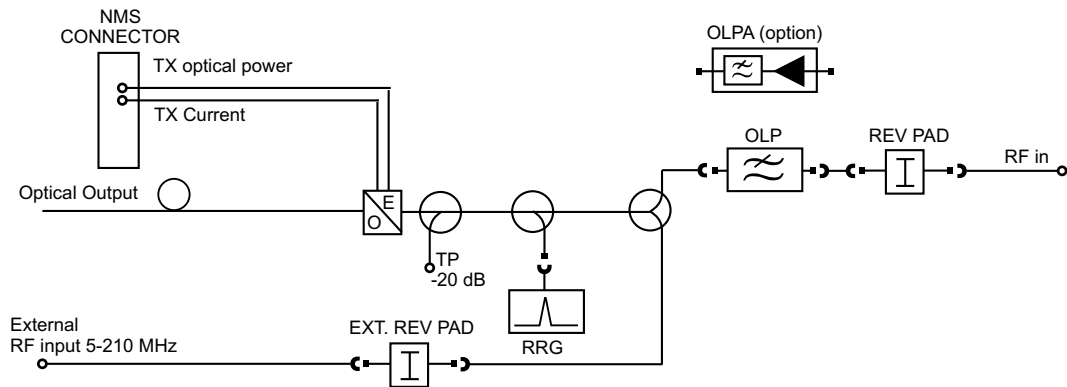 NMS
CONNECTOR
OLPA (option)
TX optical power
TX Current
OLP
REV PAD
RF in
Optical Output
E
O
TP
-20 dB
External
RF input 5-210 MHz
EXT. REV PAD
RRG